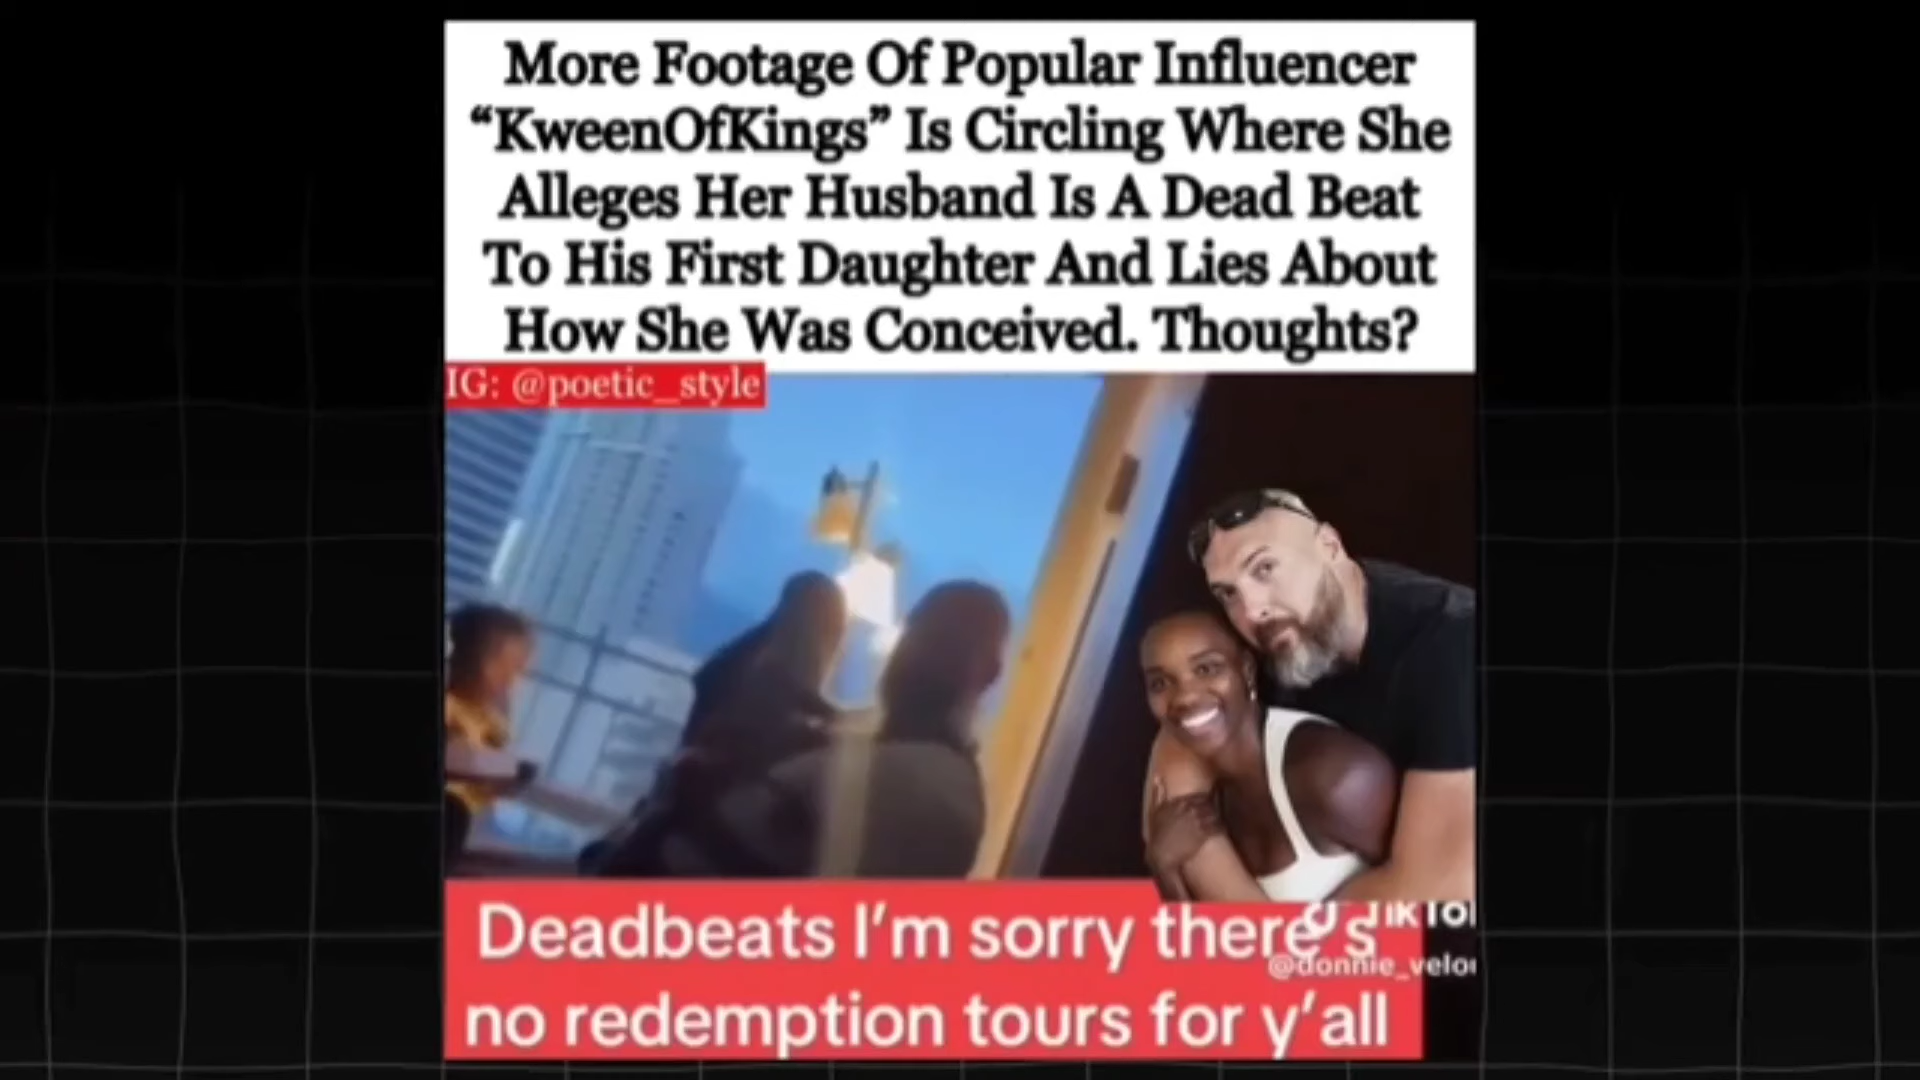 More Footage Of Popular Influencer
“KweenOfKings” Is Circling Where She
Alleges Her Husband Is A Dead Beat
To His First Daughter And Lies About
How She Was Conceived. Thoughts?
IG: @poetic_style
Deadbeats I’m sorry there’s
TikTok
@donnie_velou
no redemption tours for y’all